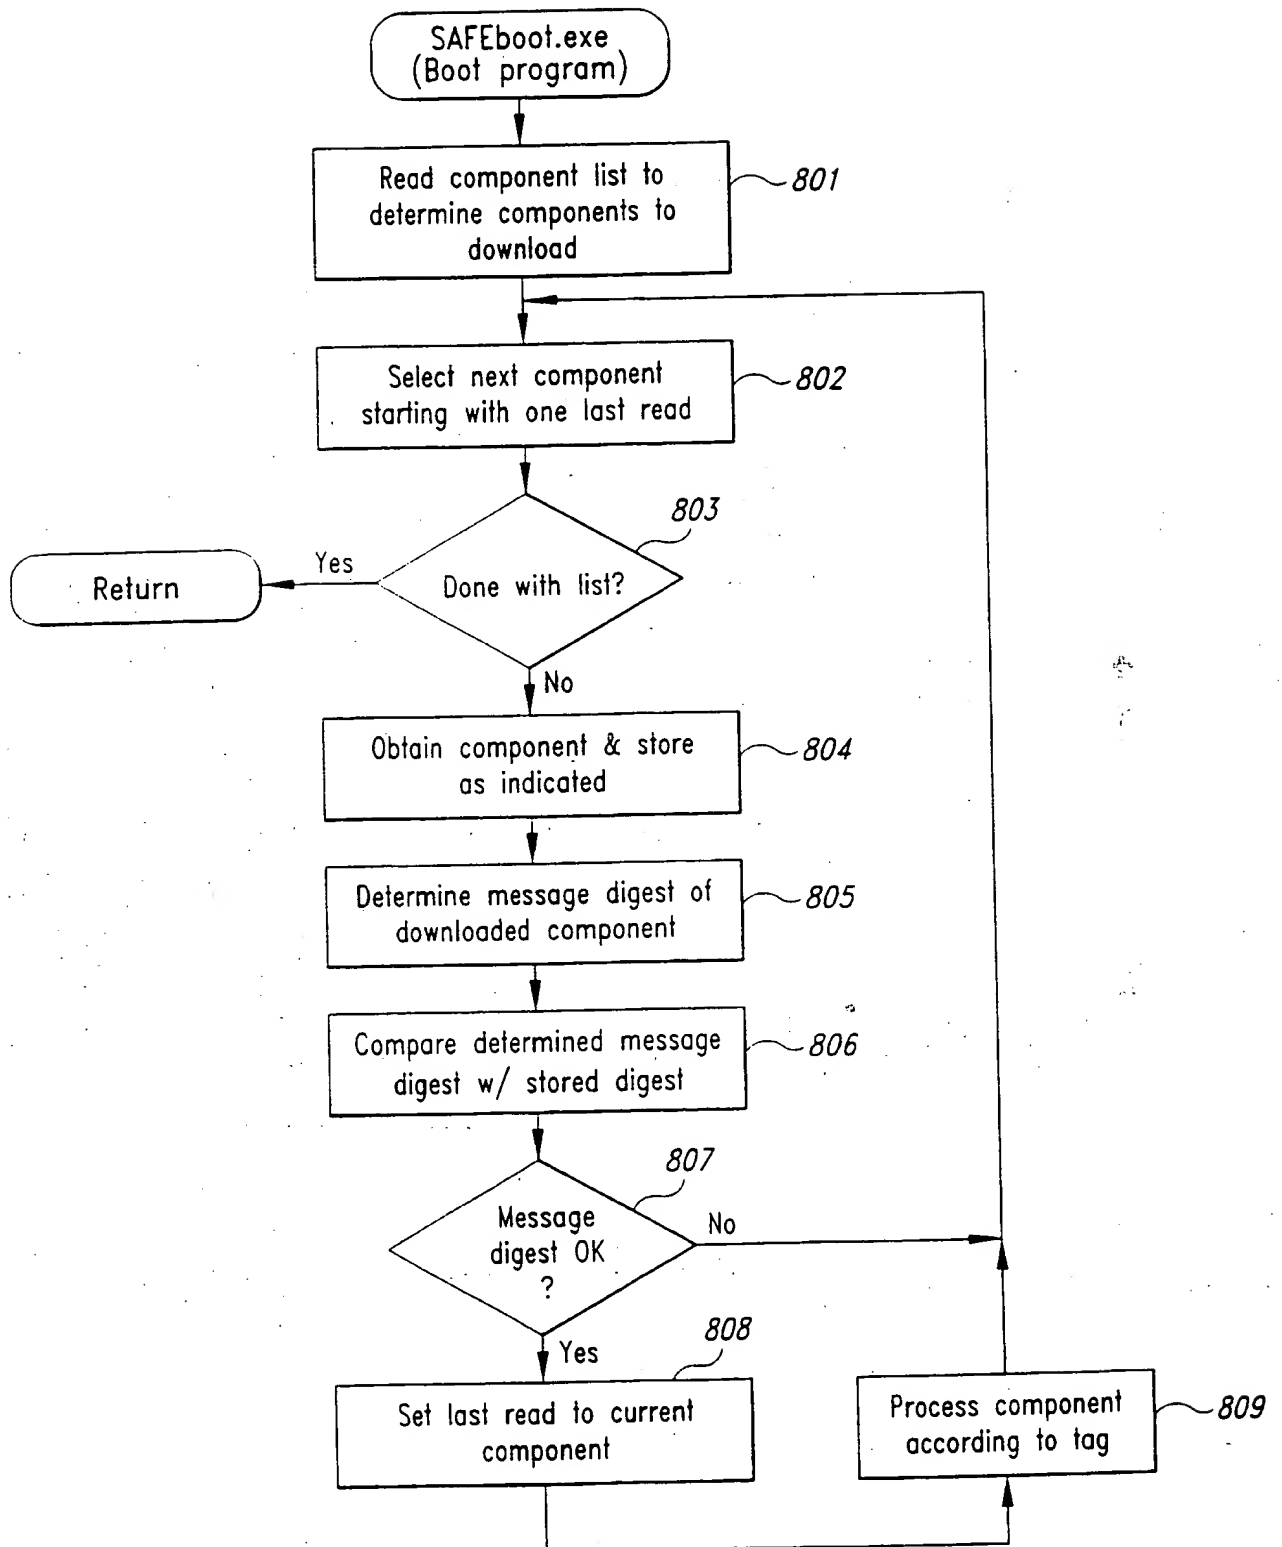 SAFEboot.exe
(Boot program)
Read component list to
determine components to
download
801
Select next component
starting with one last read
802
803
Done with list?
Yes
Return
No
Obtain component & store
as indicated
804
Determine message digest of
downloaded component
805
Compare determined message
digest w/ stored digest
806
807
Message
digest OK
?
No
Yes
808
Set last read to current
component
Process component
according to tag
809